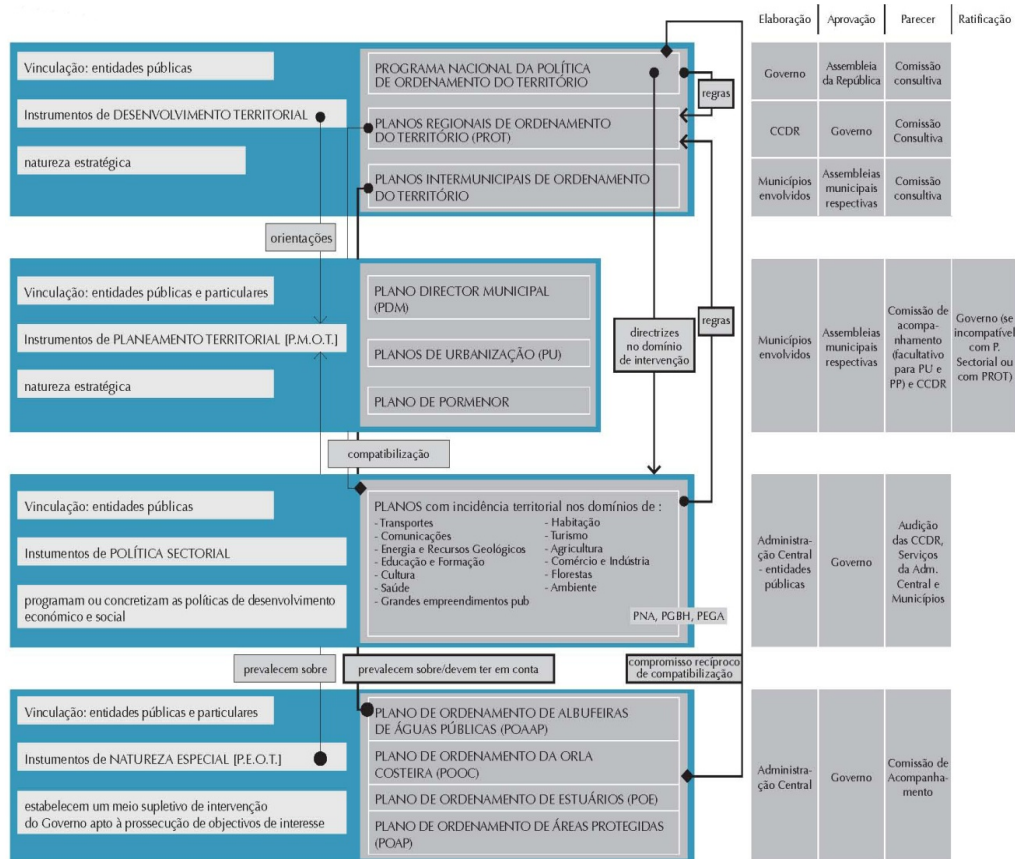 Elaboração
Aprovação
Parecer
Ratificação
Vinculação: entidades públicas
Instrumentos de DESENVOLVIMENTO TERRITORIAL
natureza estratégica
PROGRAMA NACIONAL DA POLÍTICA
DE ORDENAMENTO DO TERRITÓRIO
PLANOS REGIONAIS DE ORDENAMENTO
DO TERRITÓRIO (PROT)
PLANOS INTERMUNICIPAIS DE ORDENAMENTO
DO TERRITÓRIO
regras
Governo
Assembleia
da República
Comissão
consultiva
CCDR
Governo
Comissão
Consultiva
Municípios
envolvidos
Assembleias
municipais
respectivas
Comissão
consultiva
orientações
Vinculação: entidades públicas e particulares
Instrumentos de PLANEAMENTO TERRITORIAL [P.M.O.T.]
natureza estratégica
PLANO DIRECTOR MUNICIPAL
(PDM)
PLANOS DE URBANIZAÇÃO (PU)
PLANO DE PORMENOR
directrizes
no domínio
de intervenção
regras
Municípios
envolvidos
Assembleias
municipais
respectivas
Comissão de
acompa-
nhamento
(facultativo
para PU e
PP) e CCDR
Governo (se
incompatível
com P.
Sectorial ou
com PROT)
compatibilização
Vinculação: entidades públicas
Instumentos de POLÍTICA SECTORIAL
programam ou concretizam as políticas de desenvolvimento
económico e social
PLANOS com incidência territorial nos domínios de :
- Transportes
- Comunicações
- Energia e Recursos Geológicos
- Educação e Formação
- Cultura
- Saúde
- Grandes empreendimentos pub
- Habitação
- Turismo
- Agricultura
- Comércio e Indústria
- Florestas
- Ambiente
PNA, PGBH, PEGA
Administra-
ção Central
- entidades
públicas
Governo
Audição
das CCDR,
Serviços
da Adm.
Central e
Municípios
prevalecem sobre
prevalecem sobre/devem ter em conta
compromisso recíproco
de compatibilização
Vinculação: entidades públicas e particulares
Instumentos de NATUREZA ESPECIAL [P.E.O.T.]
estabelecem um meio supletivo de intervenção
do Governo apto à prossecução de objectivos de interesse
PLANO DE ORDENAMENTO DE ALBUFEIRAS
DE ÁGUAS PÚBLICAS (POAAP)
PLANO DE ORDENAMENTO DA ORLA
COSTEIRA (POOC)
PLANO DE ORDENAMENTO DE ESTUÁRIOS (POE)
PLANO DE ORDENAMENTO DE ÁREAS PROTEGIDAS
(POAP)
Administra-
ção Central
Governo
Comissão de
Acompanha-
mento